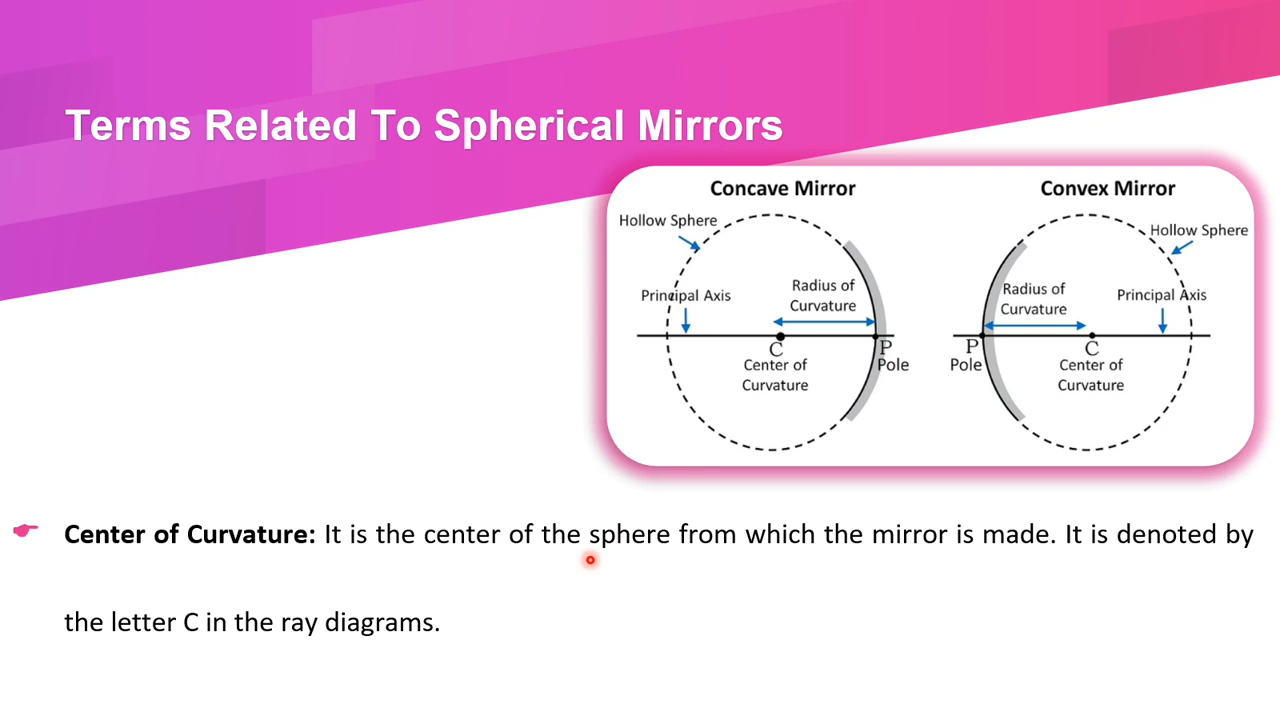 Terms Related To Spherical Mirrors
Concave Mirror
Hollow Sphere
Principal Axis
Radius of
Curvature
C
Center of
Curvature
P
Pole
Convex Mirror
Hollow Sphere
Radius of
Curvature
Principal Axis
P
Pole
C
Center of
Curvature
Center of Curvature: It is the center of the sphere from which the mirror is made. It is denoted by
the letter C in the ray diagrams.